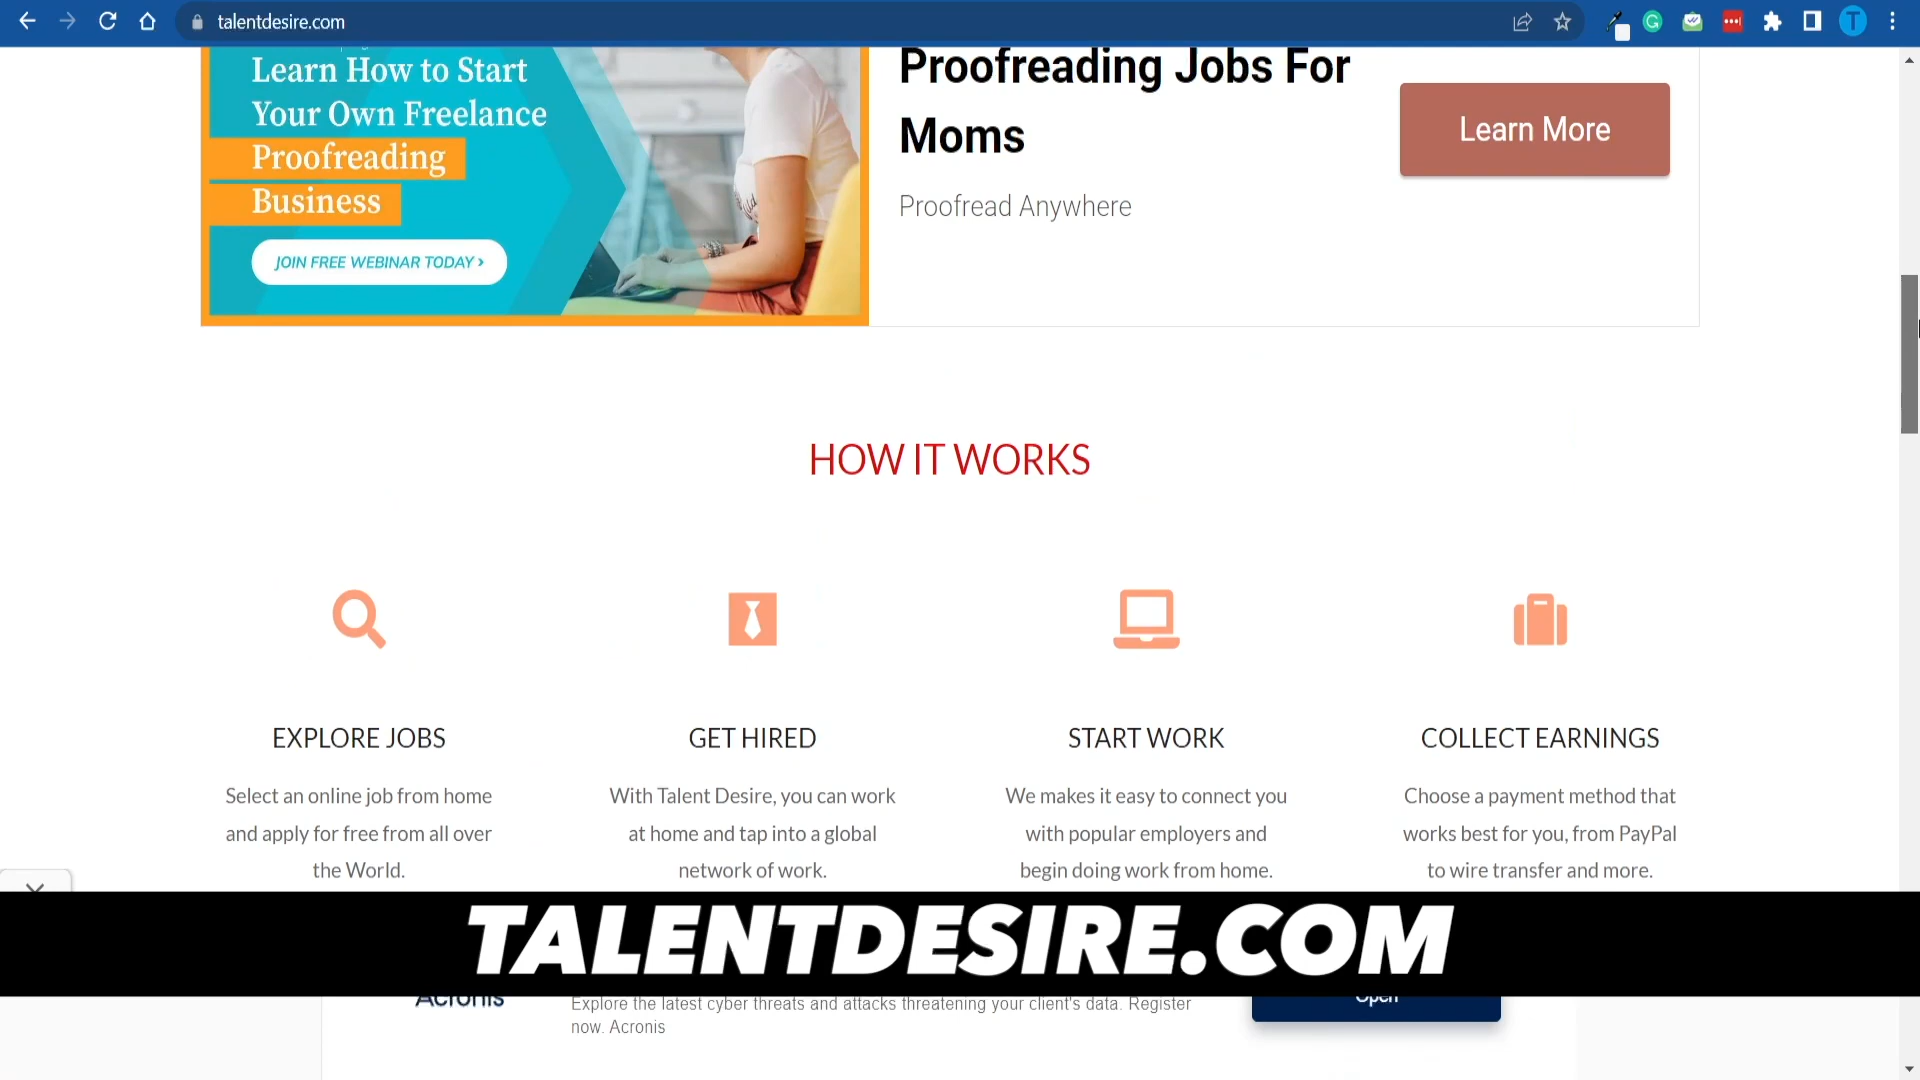 talentdesire.com
T
Learn How to Start
Your Own Freelance
Proofreading
Business
JOIN FREE WEBINAR TODAY ›
Proofreading Jobs For
Moms
Proofread Anywhere
Learn More
HOW IT WORKS
EXPLORE JOBS
Select an online job from home
and apply for free from all over
the World.
GET HIRED
With Talent Desire, you can work
at home and tap into a global
network of work.
START WORK
We makes it easy to connect you
with popular employers and
begin doing work from home.
COLLECT EARNINGS
Choose a payment method that
works best for you, from PayPal
to wire transfer and more.
TALENTDESIRE.COM
Acronis
Explore the latest cyber threats and attacks threatening your client's data. Register
now. Acronis
Open